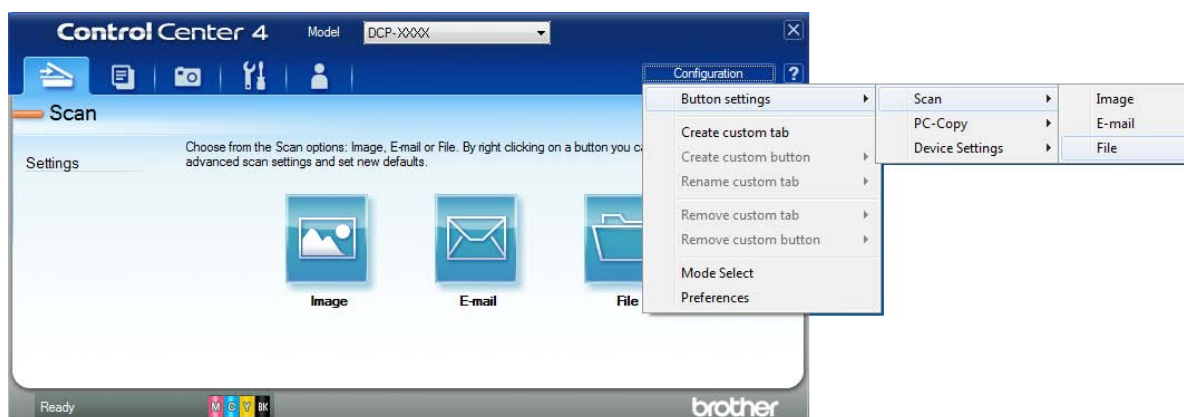 Control Center 4
Model
DCP-XXXX
Configuration
?
Scan
Settings
Choose from the Scan options: Image, E-mail or File. By right clicking on a button you c
advanced scan settings and set new defaults.
Image
E-mail
File
Button settings
Create custom tab
Create custom button
Rename custom tab
Remove custom tab
Remove custom button
Mode Select
Preferences
Scan
PC-Copy
Device Settings
Image
E-mail
File
Ready
M C Y BK
brother